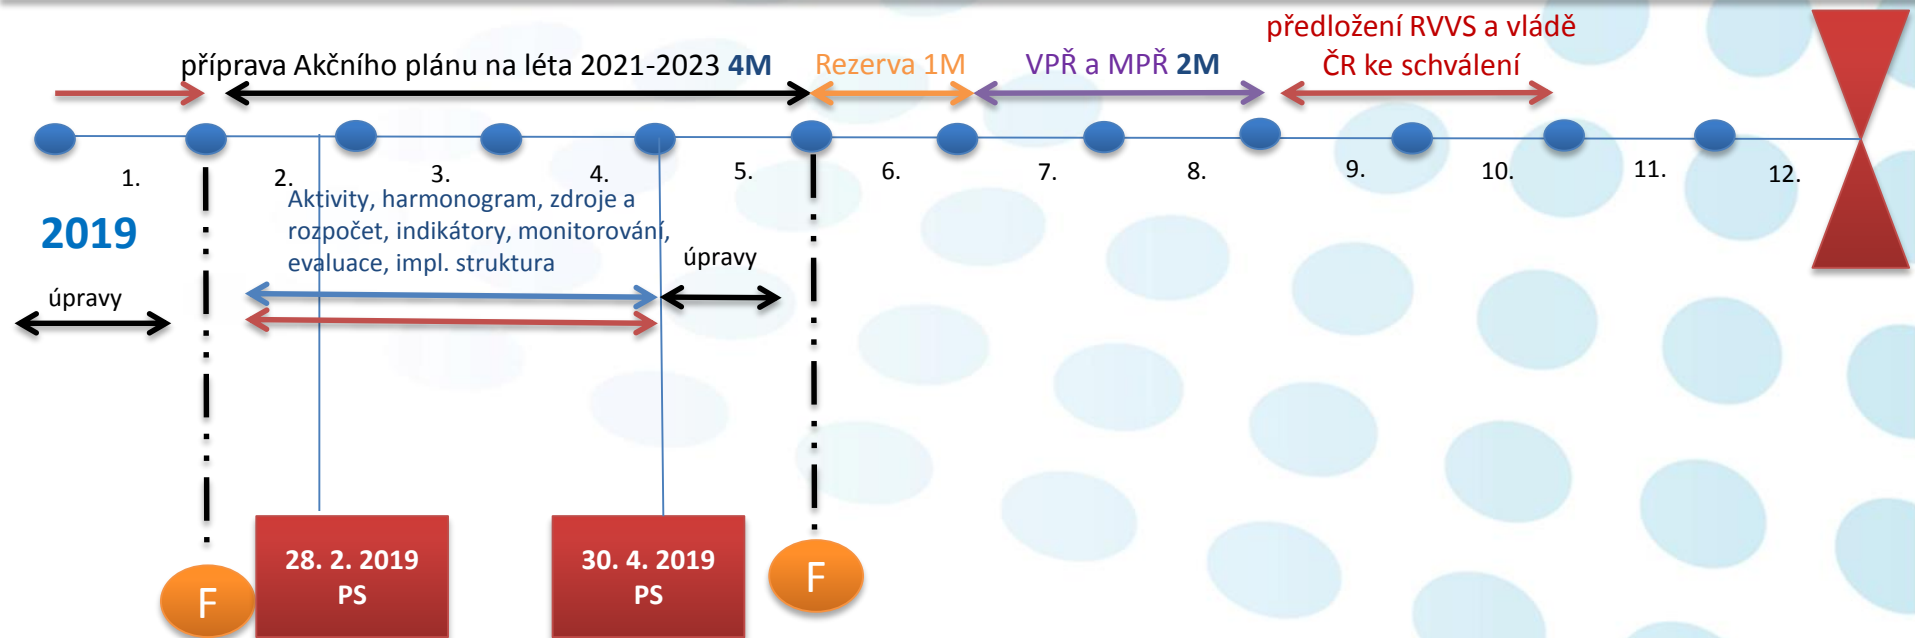 předložení RVVS a vládě
ČR ke schválení
příprava Akčního plánu na léta 2021-2023 4M
Rezerva 1M
VPŘ a MPŘ 2M
1.
2.
3.
4.
5.
6.
7.
8.
9.
10.
11.
12.
2019
Aktivity, harmonogram, zdroje a
rozpočet, indikátory, monitorování,
evaluace, impl. struktura
úpravy
úpravy
F
28. 2. 2019
PS
30. 4. 2019
PS
F